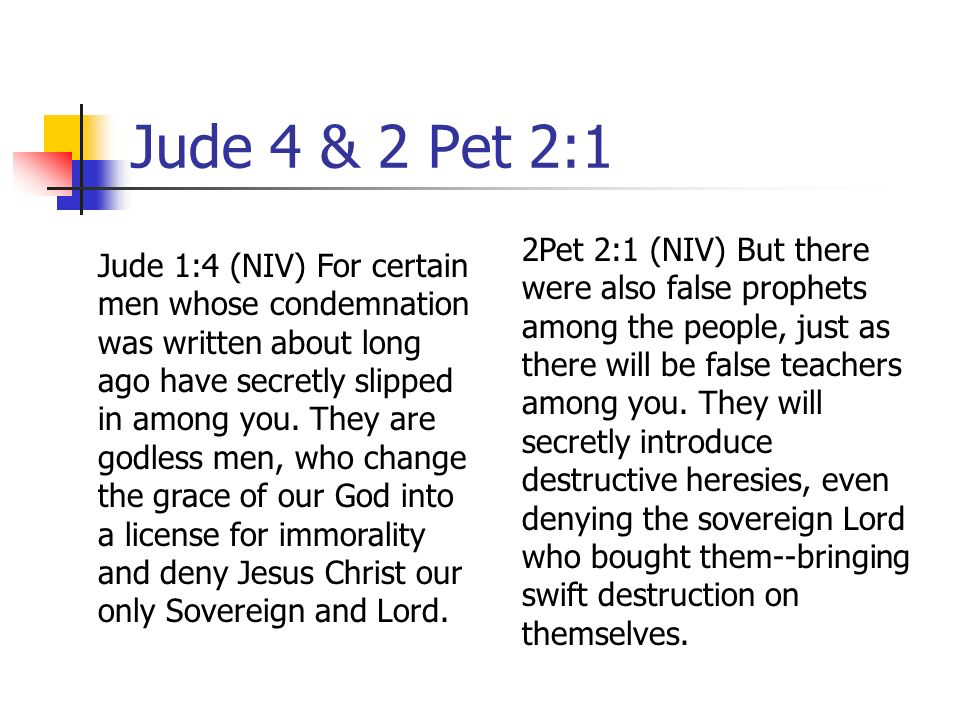 Jude 4 & 2 Pet 2:1
Jude 1:4 (NIV) For certain
men whose condemnation
was written about long
ago have secretly slipped
in among you. They are
godless men, who change
the grace of our God into
a license for immorality
and deny Jesus Christ our
only Sovereign and Lord.
2Pet 2:1 (NIV) But there
were also false prophets
among the people, just as
there will be false teachers
among you. They will
secretly introduce
destructive heresies, even
denying the sovereign Lord
who bought them--bringing
swift destruction on
themselves.